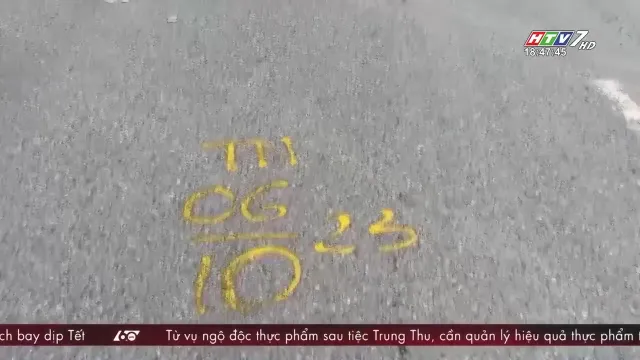 HTV7 HD
18:47:45
TTI
06
10
23
ch bay dịp Tết
60
Từ vụ ngộ độc thực phẩm sau tiệc Trung Thu, cần quản lý hiệu quả thực phẩm